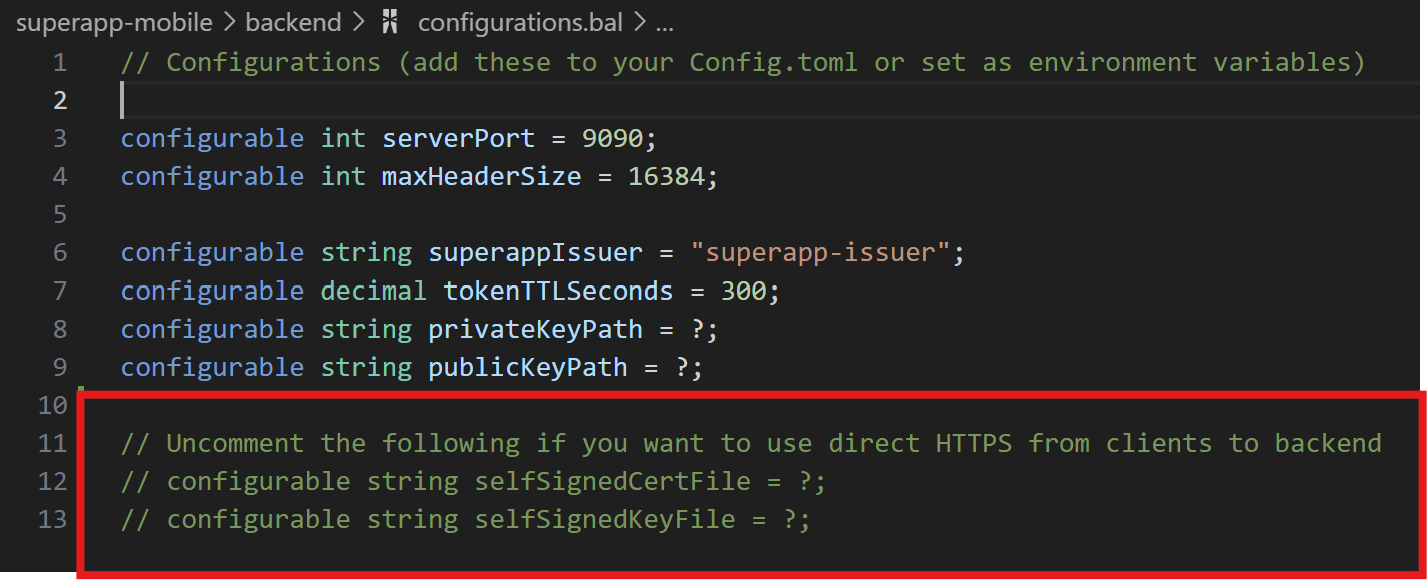 superapp-mobile > backend > configurations.bal > ...
1 // Configurations (add these to your Config.toml or set as environment variables)
2
3 configurable int serverPort = 9090;
4 configurable int maxHeaderSize = 16384;
5
6 configurable string superappIssuer = "superapp-issuer";
7 configurable decimal tokenTTLSeconds = 300;
8 configurable string privateKeyPath = ?;
9 configurable string publicKeyPath = ?;
10
11 // Uncomment the following if you want to use direct HTTPS from clients to backend
12 // configurable string selfSignedCertFile = ?;
13 // configurable string selfSignedKeyFile = ?;